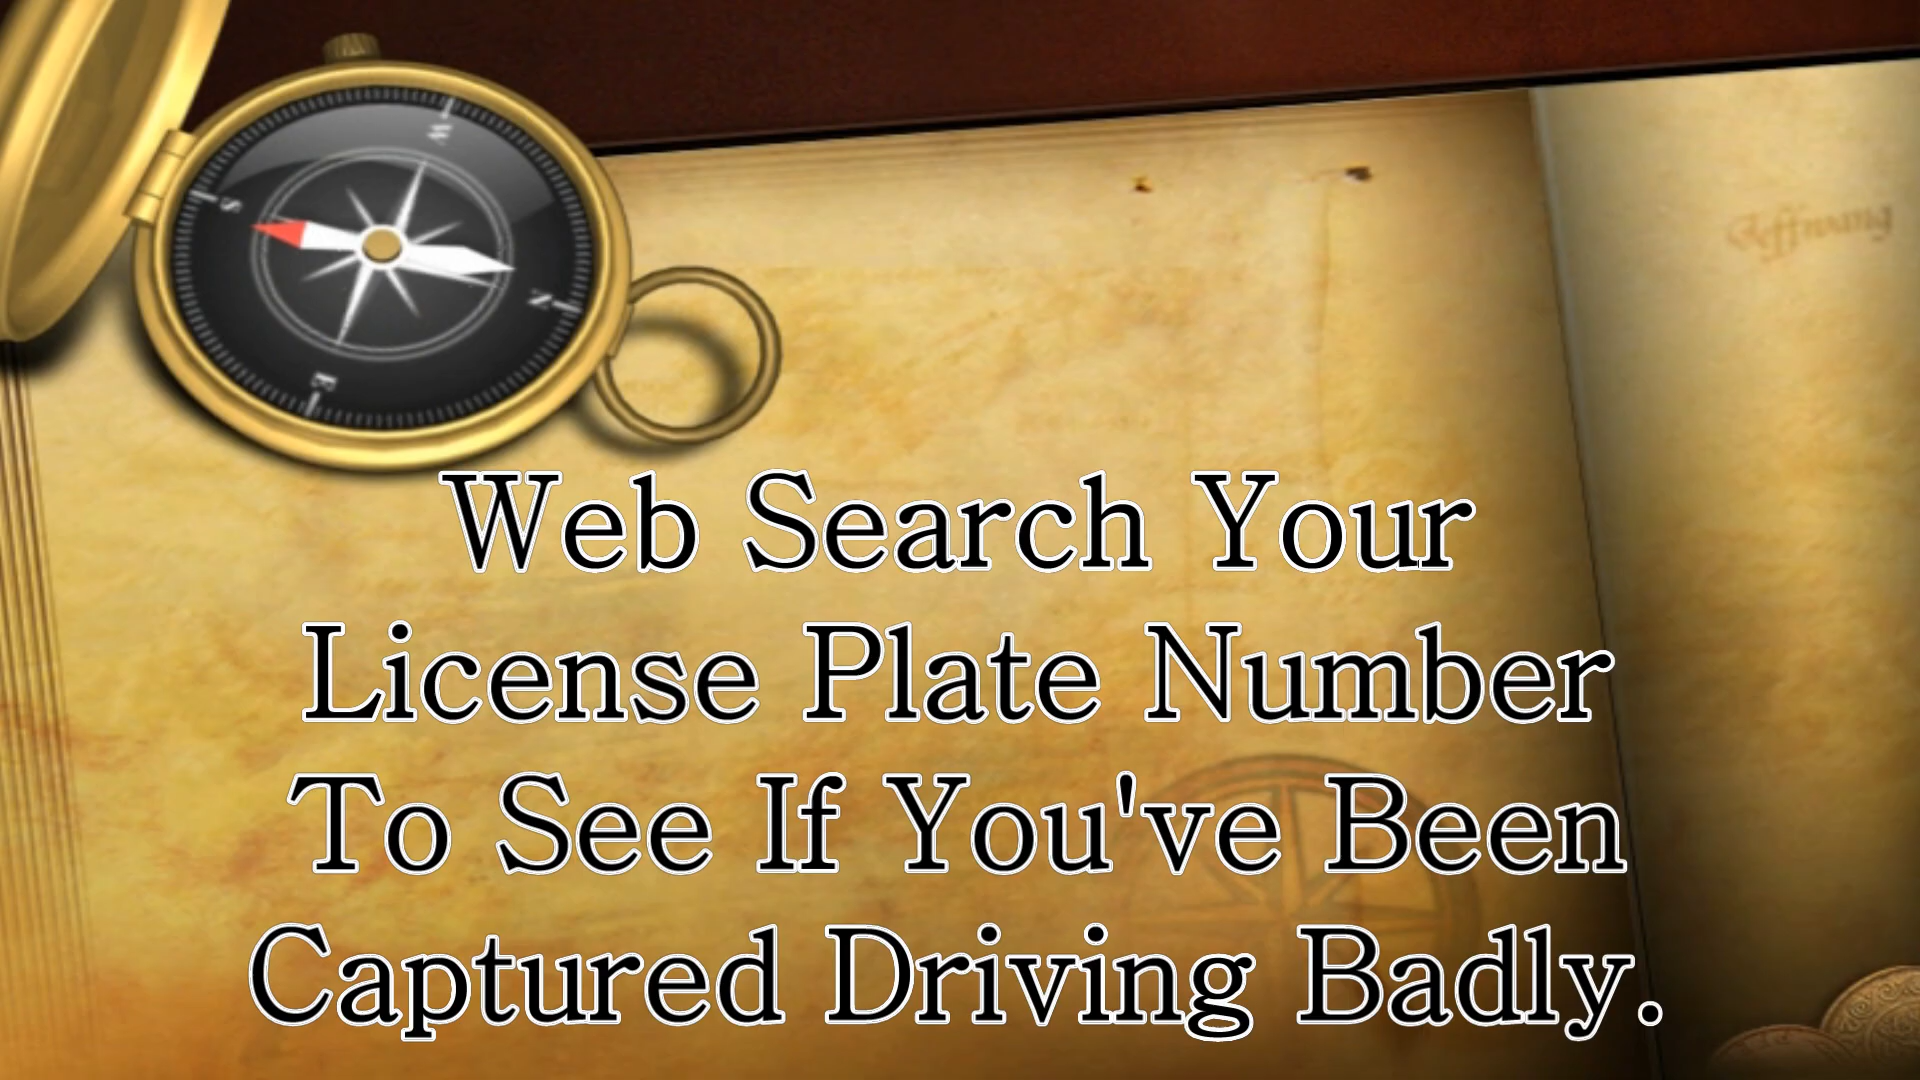 W
S
N
E
Web Search Your
License Plate Number
To See If You've Been
Captured Driving Badly.